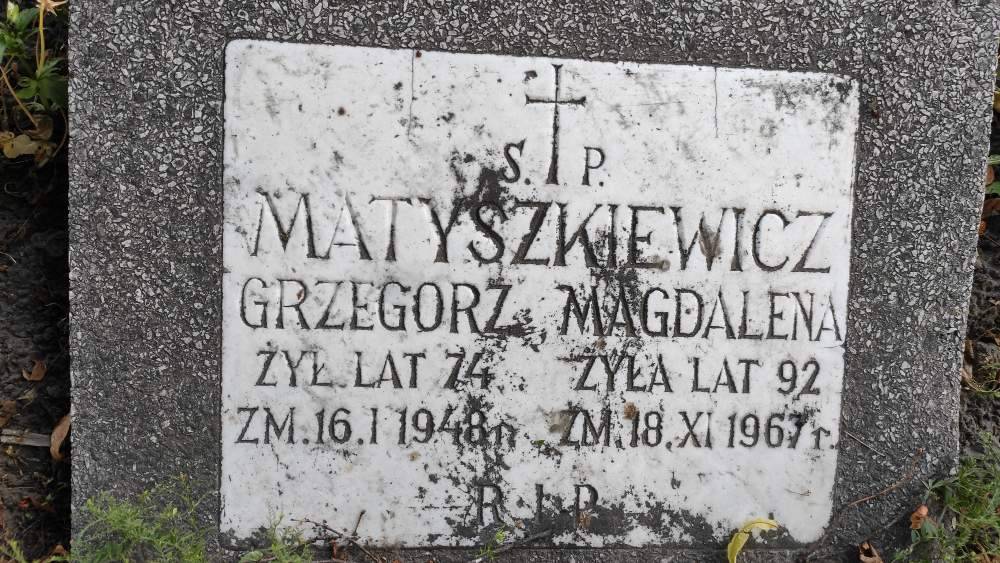 S. P.
MATYSZKIEWICZ
GRZEGORZ MAGDALENA
ŻYŁ LAT 74 ŻYŁA LAT 92
ZM. 16. I 1948 r. ZM. 18. XI 1967 r.
R I P